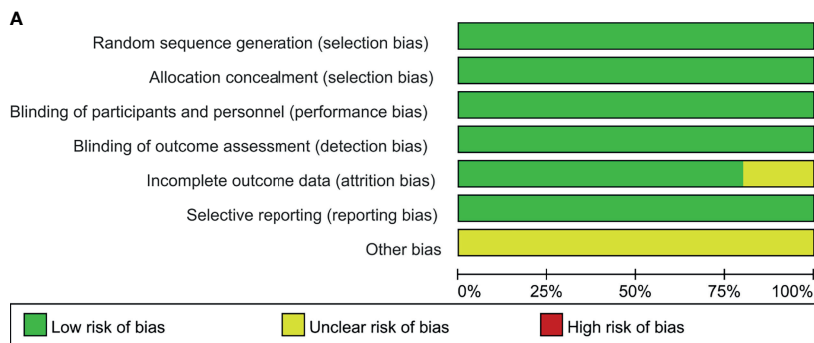 A
Random sequence generation (selection bias)
Allocation concealment (selection bias)
Blinding of participants and personnel (performance bias)
Blinding of outcome assessment (detection bias)
Incomplete outcome data (attrition bias)
Selective reporting (reporting bias)
Other bias
0% 25% 50% 75% 100%
Low risk of bias Unclear risk of bias High risk of bias